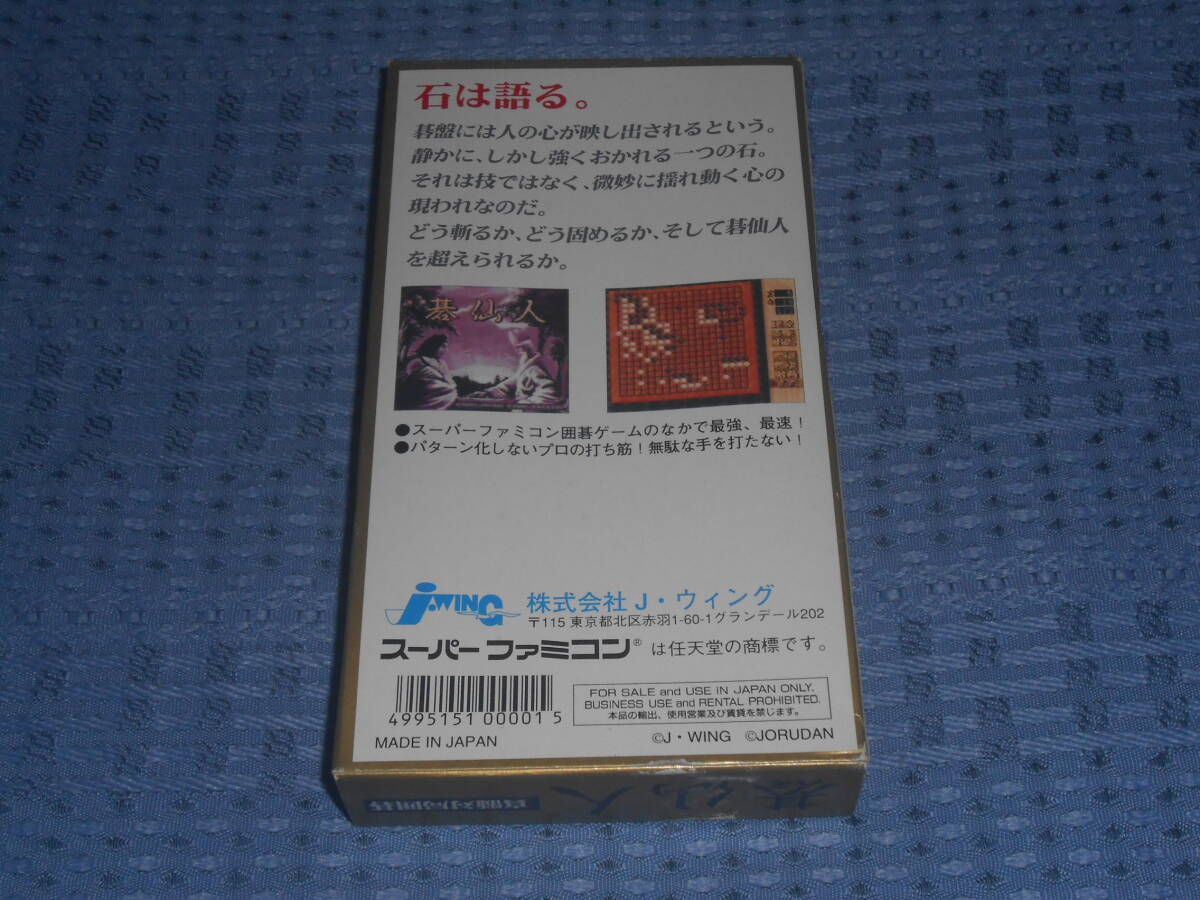 石は語る。
碁盤には人の心が映し出されるという。
静かに、しかし強くおかれる一つの石。
それは技ではなく、微妙に揺れ動く心の
現われなのだ。
どう斬るか、どう固めるか、そして碁仙人
を超えられるか。
碁仙人
●スーパーファミコン囲碁ゲームのなかで最強、最速！
●パターン化しないプロの打ち筋！無駄な手を打たない！
J・WING 株式会社 J・ウィング
〒115 東京都北区赤羽1-60-1グランデール202
スーパーファミコン® は任天堂の商標です。
4995151000015
FOR SALE and USE IN JAPAN ONLY.
BUSINESS USE and RENTAL PROHIBITED.
本品の輸出、使用営業及び賃貸を禁じます。
MADE IN JAPAN ©J・WING ©JORUDAN
碁仙人
真髄対局囲碁